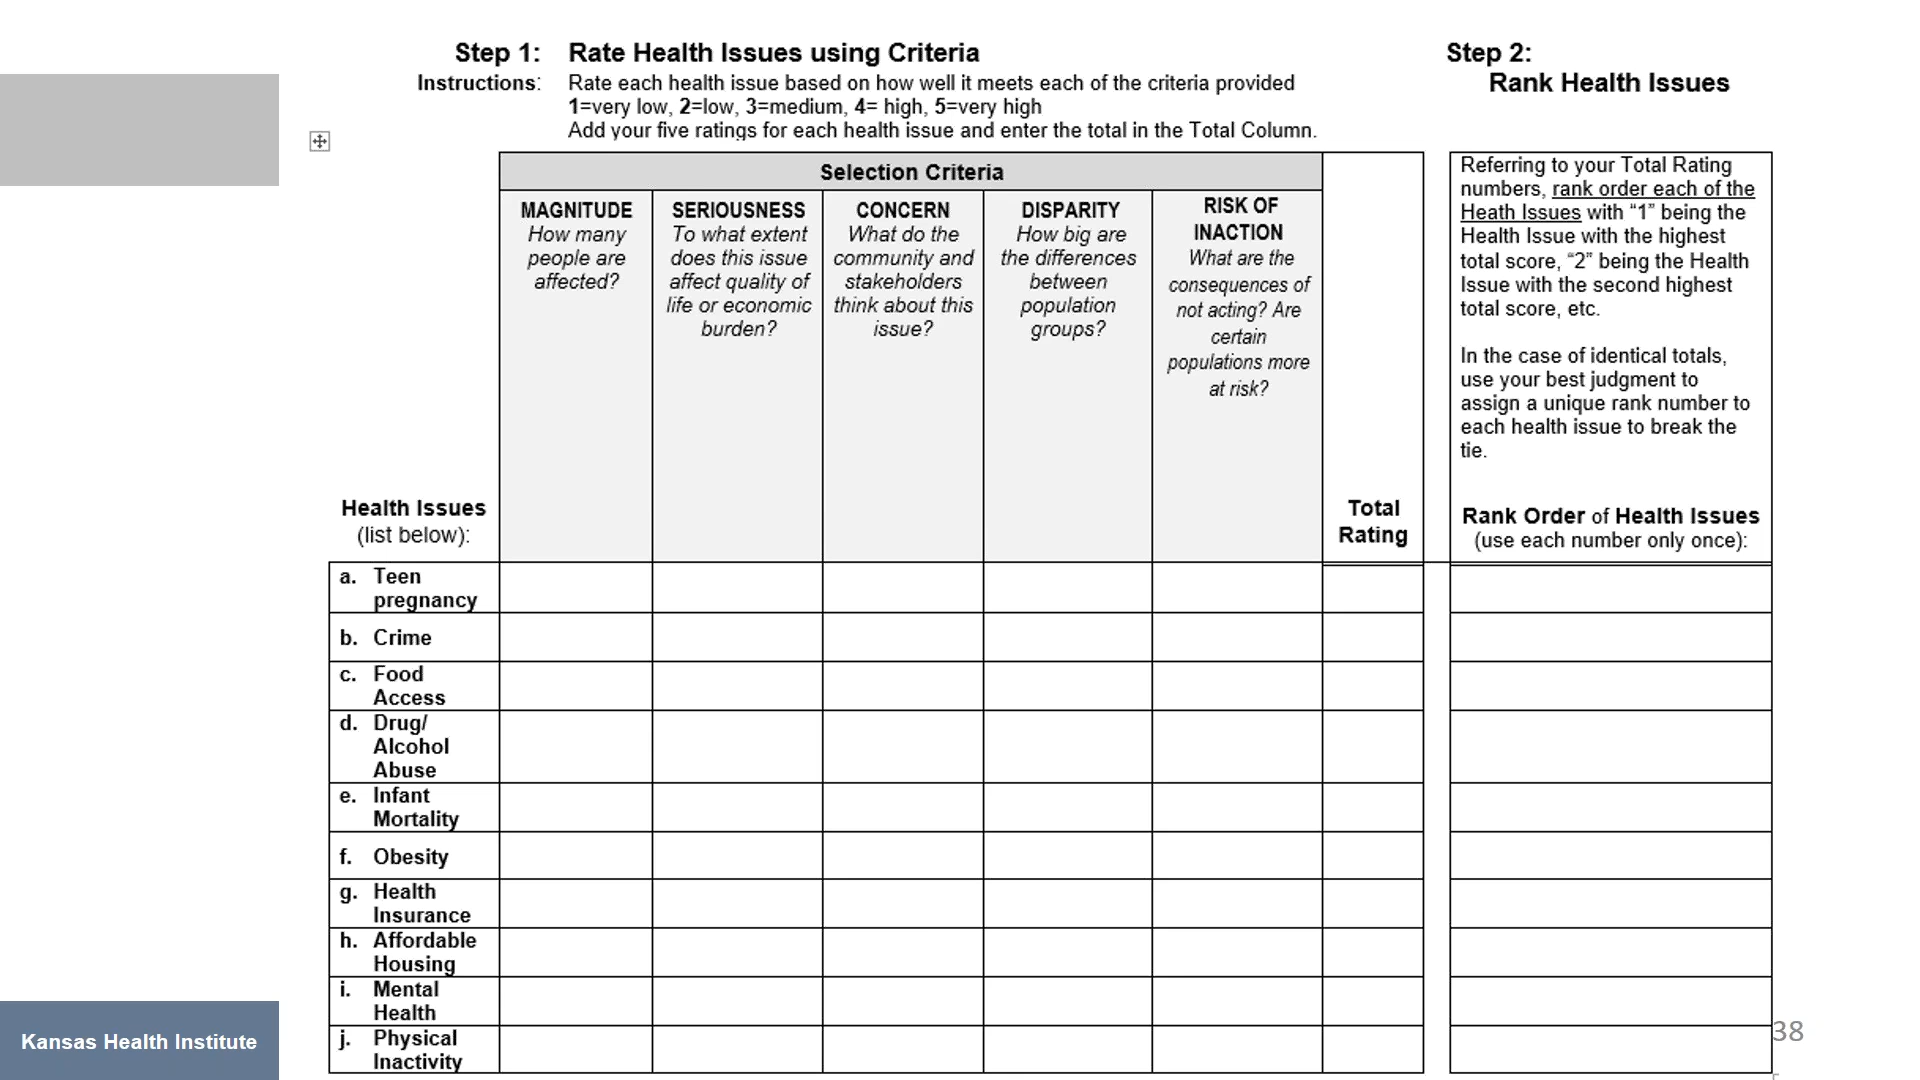 Step 1: Rate Health Issues using Criteria
Instructions: Rate each health issue based on how well it meets each of the criteria provided
1=very low, 2=low, 3=medium, 4= high, 5=very high
Add your five ratings for each health issue and enter the total in the Total Column.
Step 2:
Rank Health Issues
Selection Criteria
MAGNITUDE
How many
people are
affected?
SERIOUSNESS
To what extent
does this issue
affect quality of
life or economic
burden?
CONCERN
What do the
community and
stakeholders
think about this
issue?
DISPARITY
How big are
the differences
between
population
groups?
RISK OF
INACTION
What are the
consequences of
not acting? Are
certain
populations more
at risk?
Total
Rating
Referring to your Total Rating
numbers, rank order each of the
Heath Issues with “1” being the
Health Issue with the highest
total score, “2” being the Health
Issue with the second highest
total score, etc.
In the case of identical totals,
use your best judgment to
assign a unique rank number to
each health issue to break the
tie.
Rank Order of Health Issues
(use each number only once):
Health Issues
(list below):
a. Teen
pregnancy
b. Crime
c. Food
Access
d. Drug/
Alcohol
Abuse
e. Infant
Mortality
f. Obesity
g. Health
Insurance
h. Affordable
Housing
i. Mental
Health
j. Physical
Inactivity
Kansas Health Institute
38